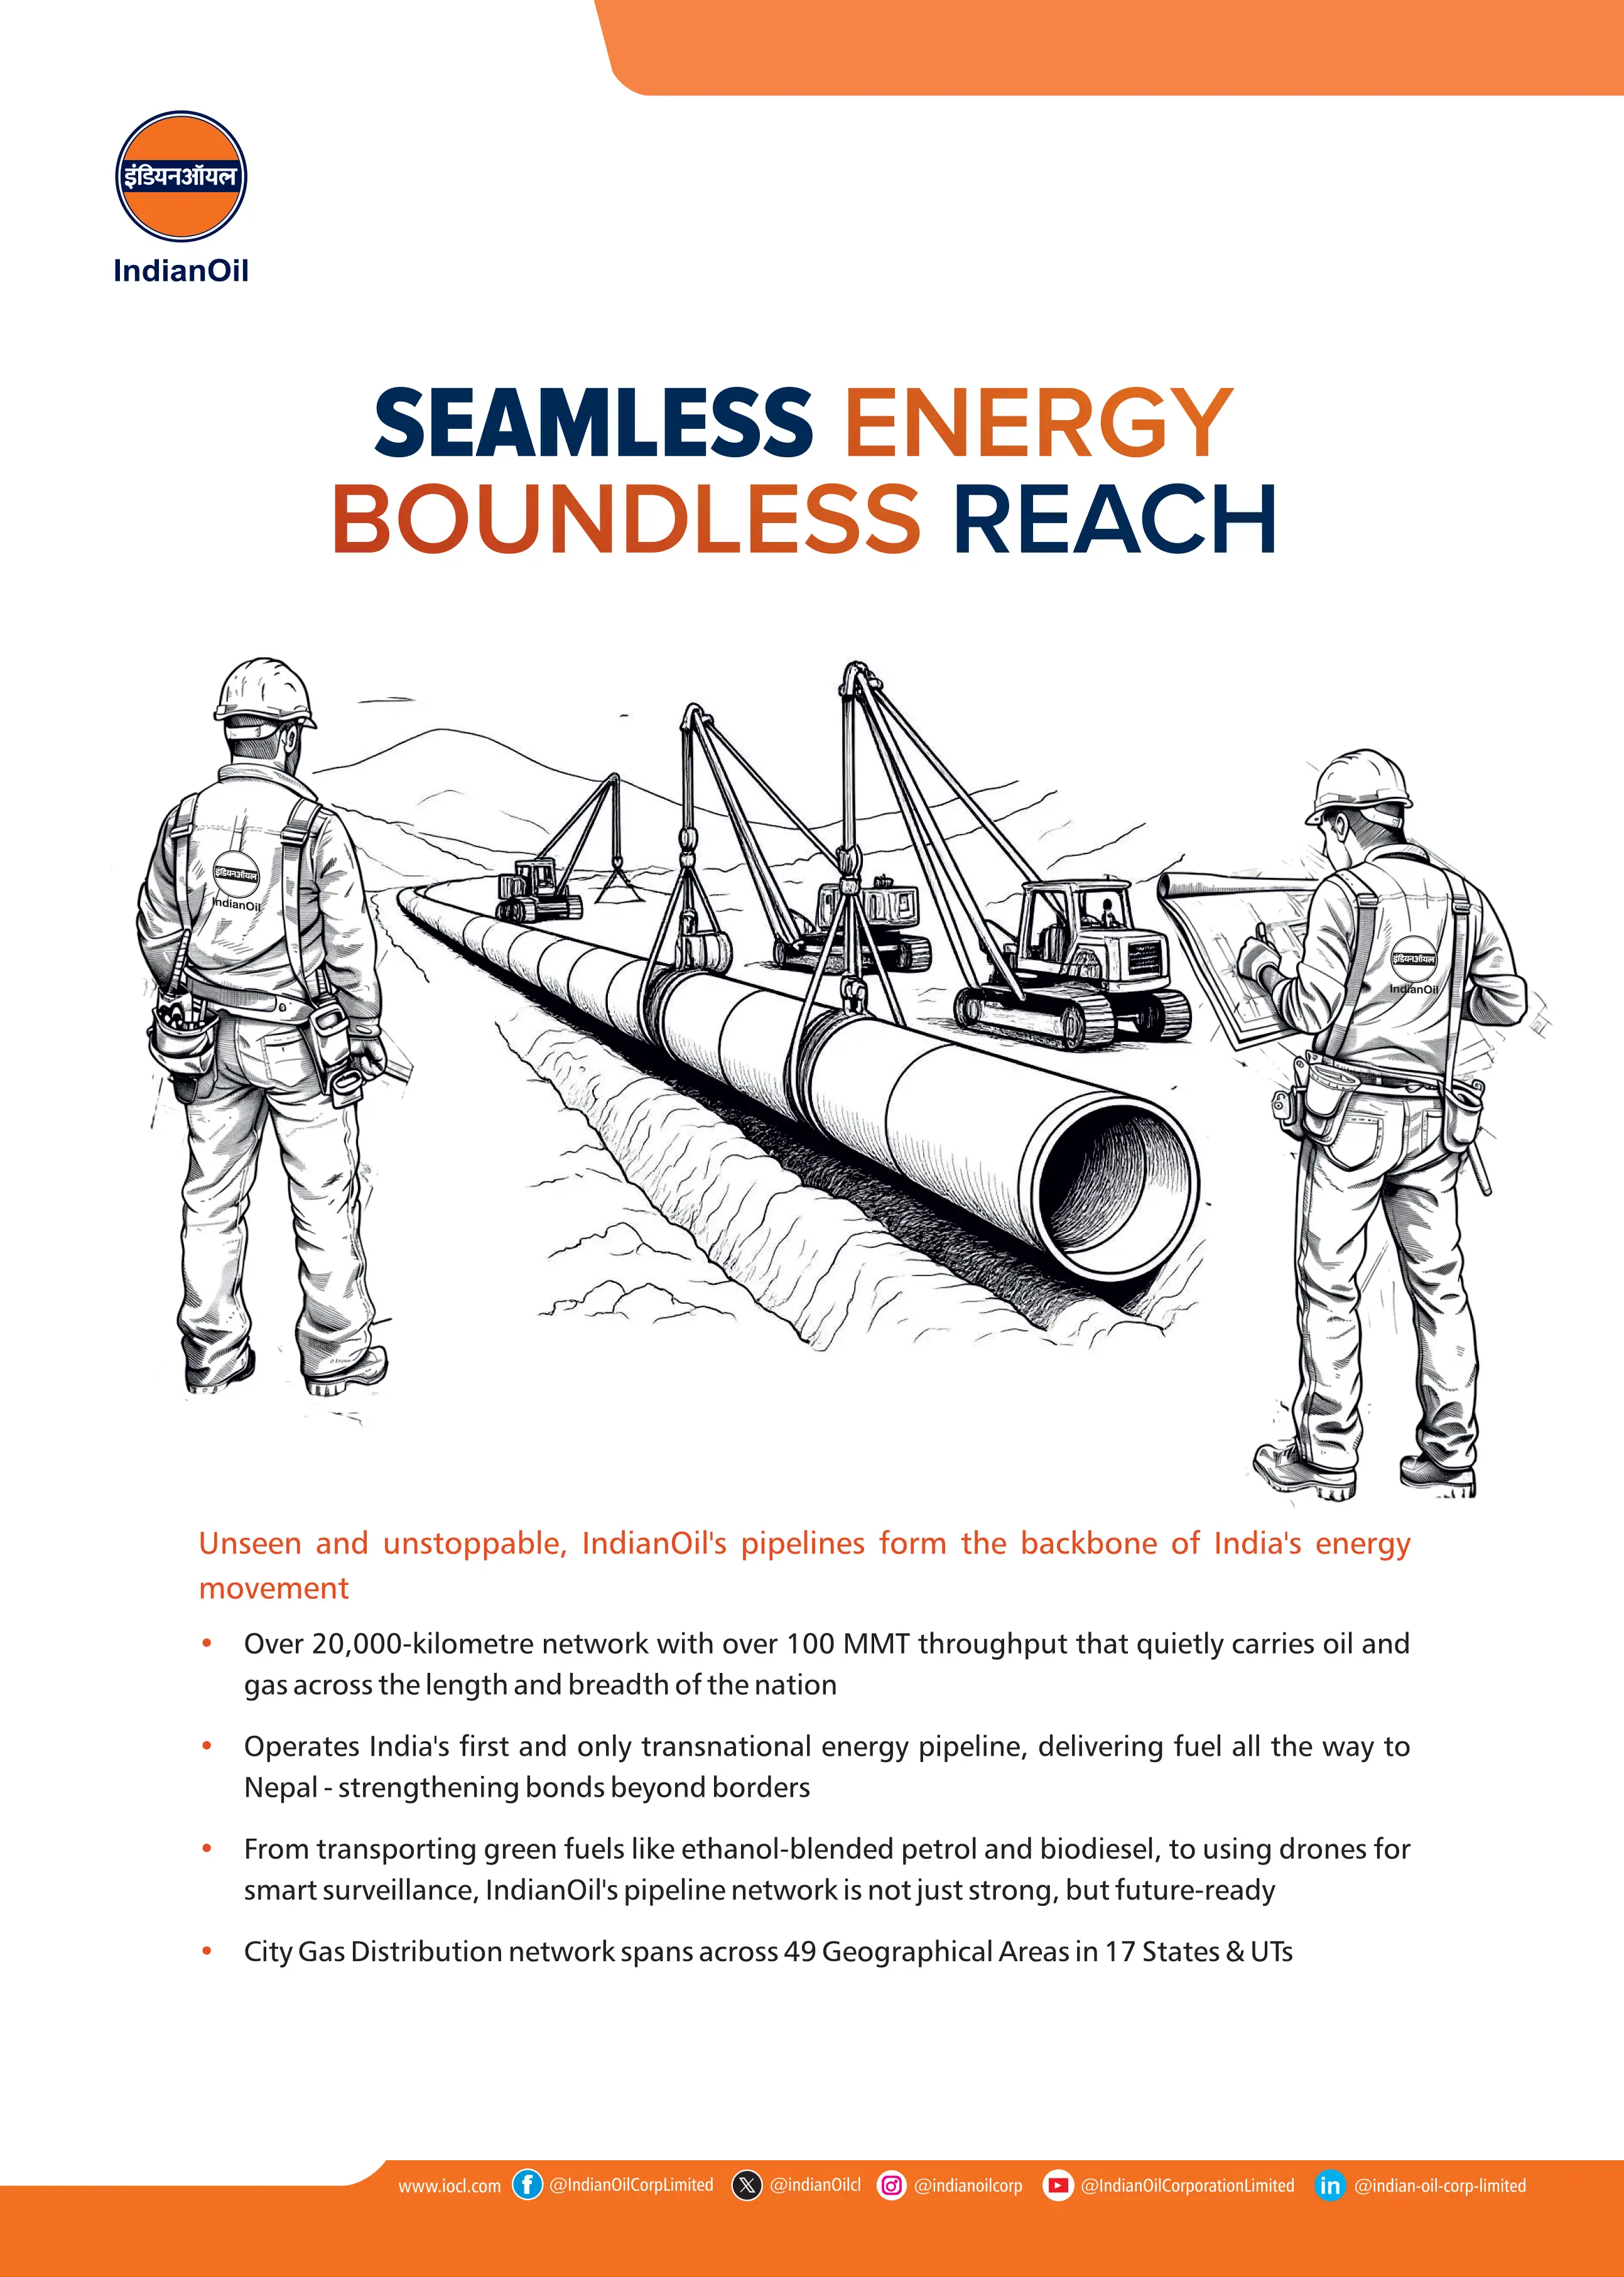 इंडियनऑयल
IndianOil
SEAMLESS ENERGY
BOUNDLESS REACH
इंडियनऑयल
IndianOil
इंडियनऑयल
IndianOil
Unseen and unstoppable, IndianOil's pipelines form the backbone of India's energy
movement
• Over 20,000-kilometre network with over 100 MMT throughput that quietly carries oil and
gas across the length and breadth of the nation
• Operates India's first and only transnational energy pipeline, delivering fuel all the way to
Nepal - strengthening bonds beyond borders
• From transporting green fuels like ethanol-blended petrol and biodiesel, to using drones for
smart surveillance, IndianOil's pipeline network is not just strong, but future-ready
• City Gas Distribution network spans across 49 Geographical Areas in 17 States & UTs
www.iocl.com @IndianOilCorpLimited @indianOilcl @indianoilcorp @IndianOilCorporationLimited @indian-oil-corp-limited